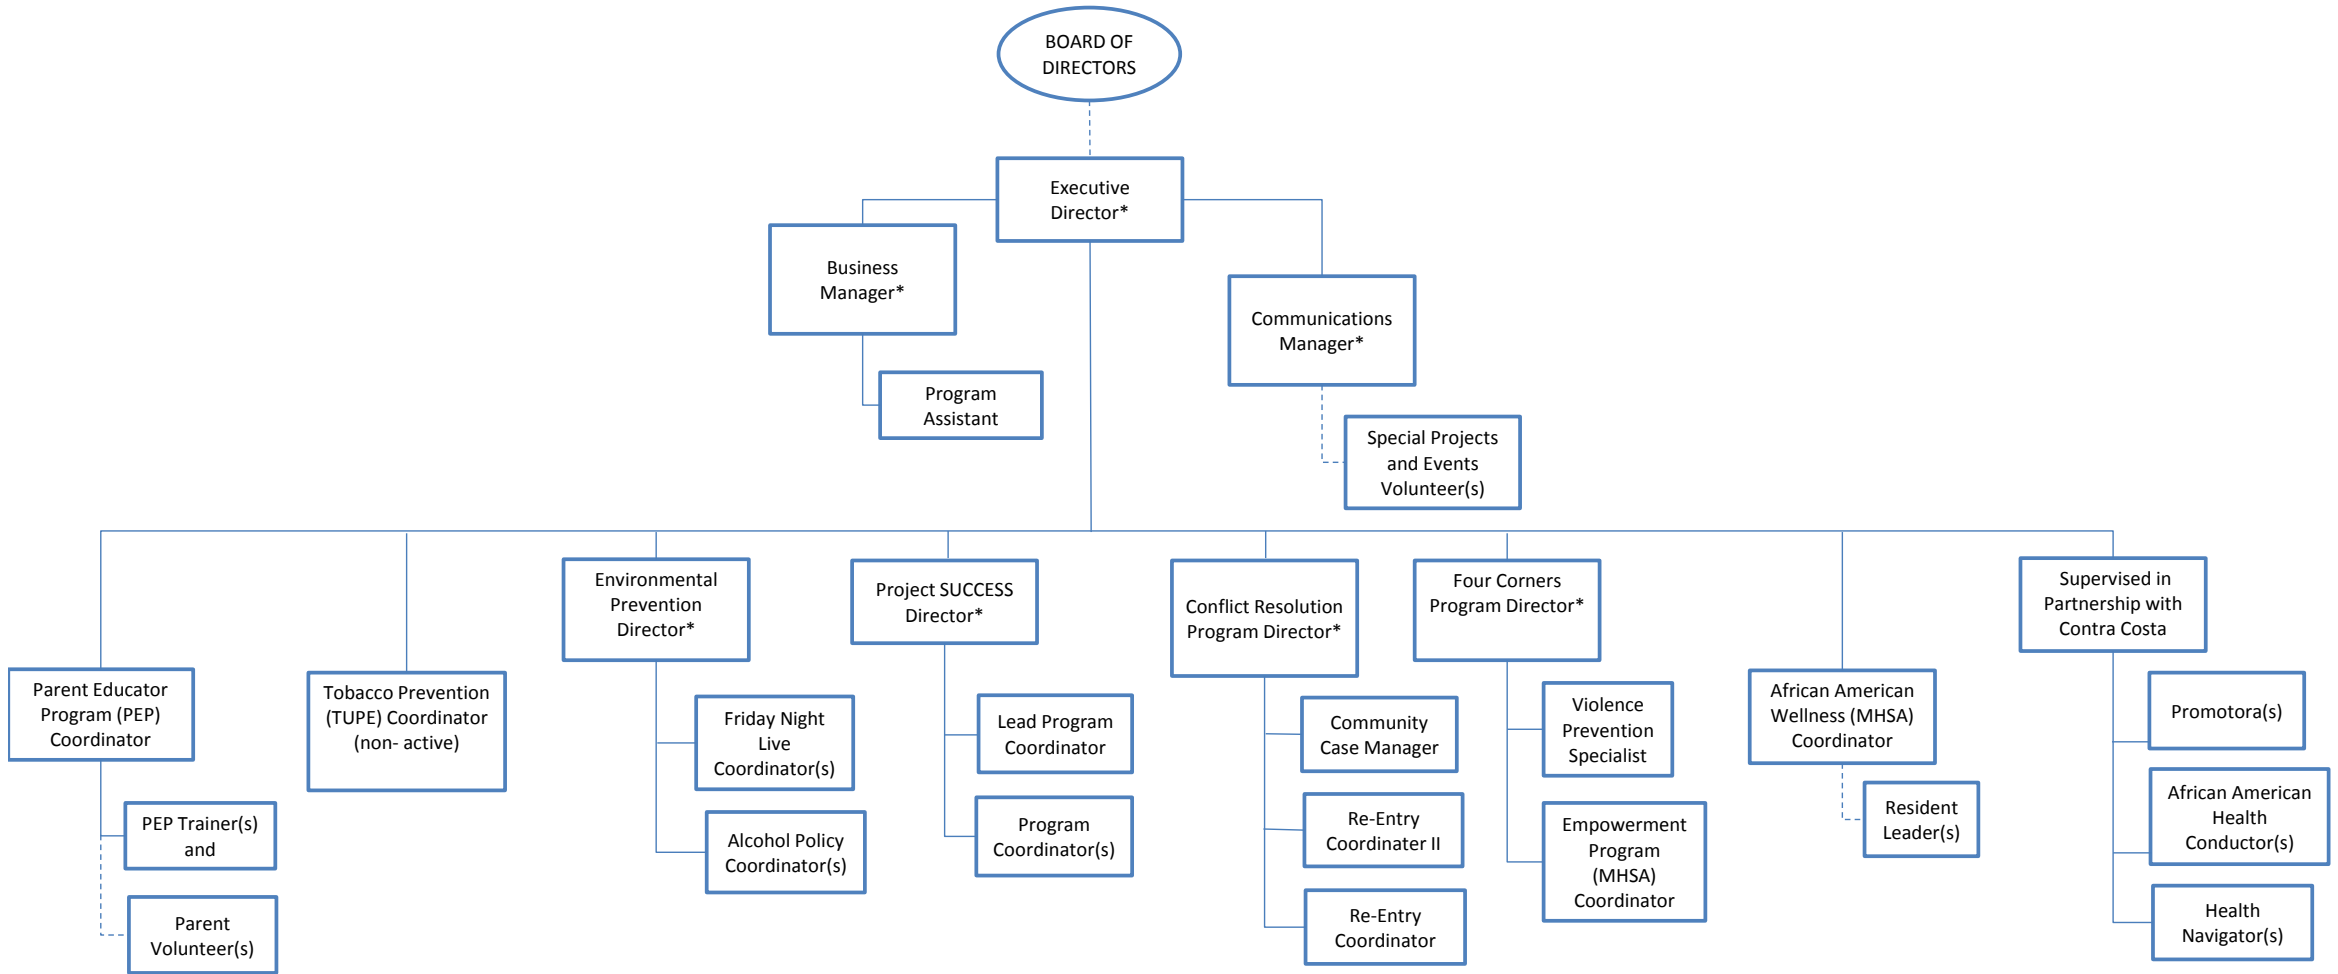 BOARD OF
DIRECTORS
Executive
Director*
Business
Manager*
Communications
Manager*
Program
Assistant
Special Projects
and Events
Volunteer(s)
Parent Educator
Program (PEP)
Coordinator
PEP Trainer(s)
and
Parent
Volunteer(s)
Tobacco Prevention
(TUPE) Coordinator
(non- active)
Environmental
Prevention
Director*
Friday Night
Live
Coordinator(s)
Alcohol Policy
Coordinator(s)
Project SUCCESS
Director*
Lead Program
Coordinator
Program
Coordinator(s)
Conflict Resolution
Program Director*
Community
Case Manager
Re-Entry
Coordinater II
Re-Entry
Coordinator
Four Corners
Program Director*
Violence
Prevention
Specialist
Empowerment
Program
(MHSA)
Coordinator
African American
Wellness (MHSA)
Coordinator
Resident
Leader(s)
Supervised in
Partnership with
Contra Costa
Promotora(s)
African American
Health
Conductor(s)
Health
Navigator(s)